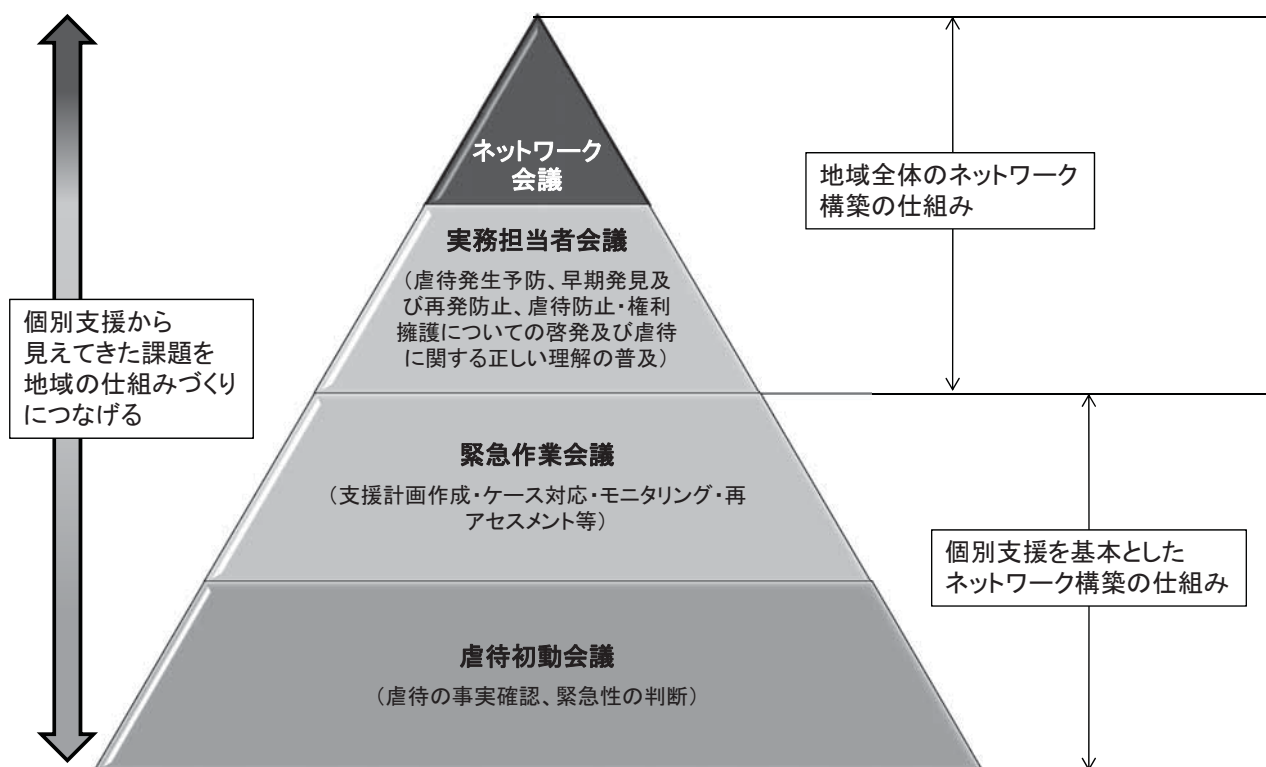 ネットワーク
会議
実務担当者会議
（虐待発生予防、早期発見及
び再発防止、虐待防止・権利
擁護についての啓発及び虐待
に関する正しい理解の普及）
緊急作業会議
（支援計画作成・ケース対応・モニタリング・再
アセスメント等）
虐待初動会議
（虐待の事実確認、緊急性の判断）
個別支援から
見えてきた課題を
地域の仕組みづくり
につなげる
地域全体のネットワーク
構築の仕組み
個別支援を基本とした
ネットワーク構築の仕組み